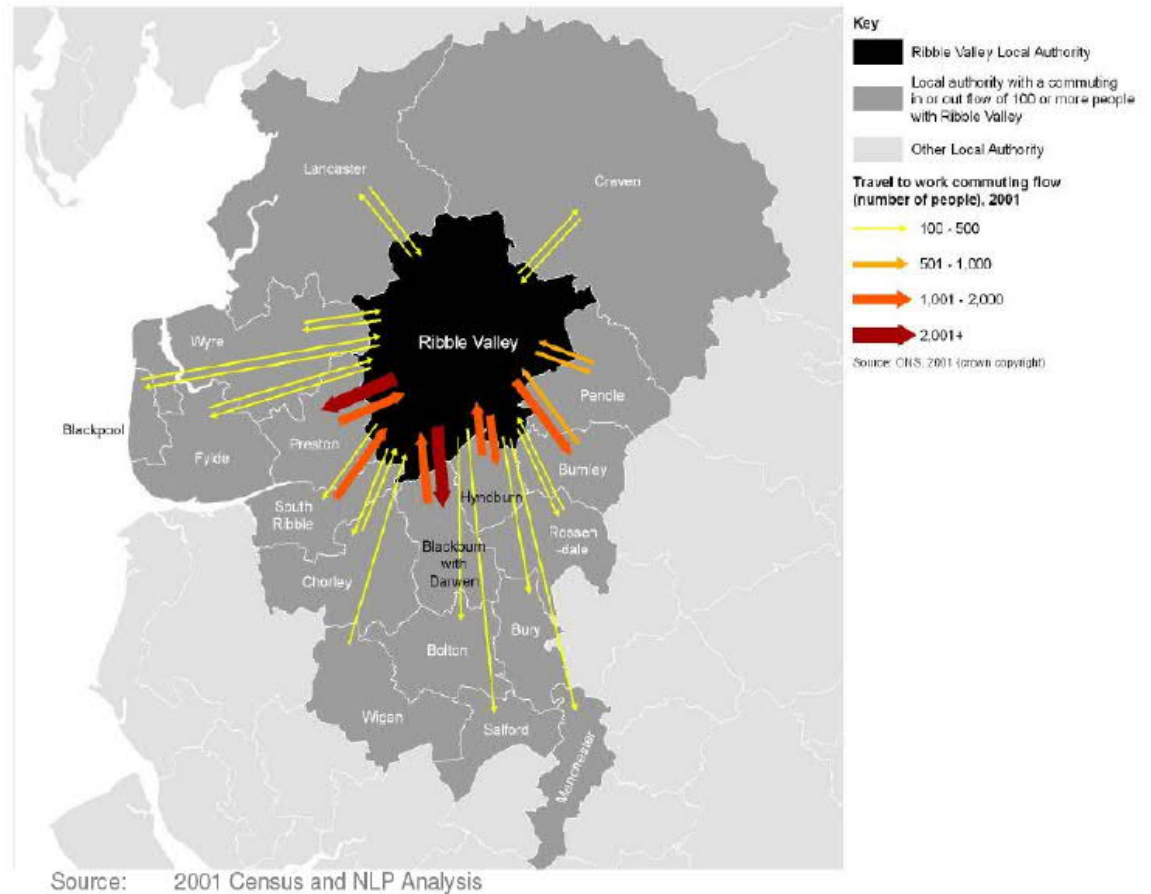 Key
Ribble Valley Local Authority
Local authority with a commuting
in or out flow of 100 or more people
with Ribble Valley
Other Local Authority
Travel to work commuting flow
(number of people), 2001
100 - 500
501 - 1,000
1,001 - 2,000
2,001+
Source: ONS, 2001 (crown copyright)
Lancaster
Craven
Wyre
Ribble Valley
Pendle
Blackpool
Preston
Fylde
Burnley
Hyndburn
South
Ribble
Rossen
-dale
Blackburn
with
Darwen
Chorley
Bury
Bolton
Wigan
Salford
Manchester
Source: 2001 Census and NLP Analysis